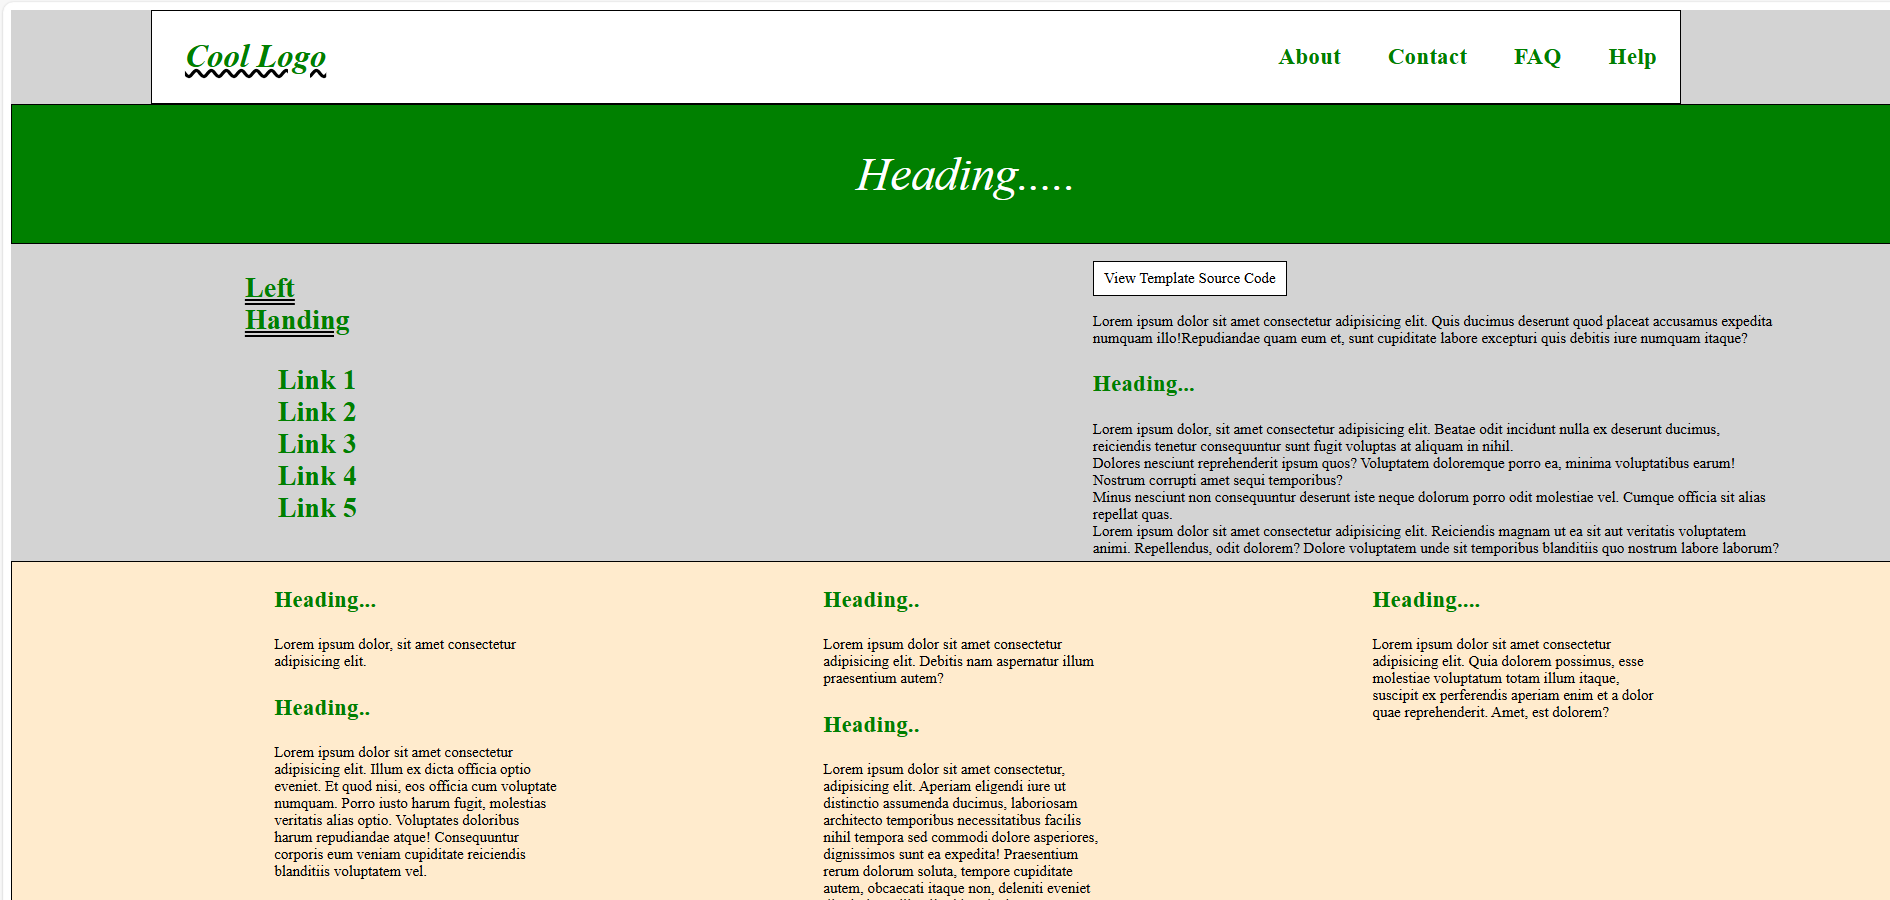 Cool Logo
About Contact FAQ Help
Heading.....
Left
Handing
Link 1
Link 2
Link 3
Link 4
Link 5
View Template Source Code
Lorem ipsum dolor sit amet consectetur adipisicing elit. Quis ducimus deserunt quod placeat accusamus expedita
numquam illo!Repudiandae quam eum et, sunt cupiditate labore excepturi quis debitis iure numquam itaque?
Heading...
Lorem ipsum dolor, sit amet consectetur adipisicing elit. Beatae odit incidunt nulla ex deserunt ducimus,
reiciendis tenetur consequuntur sunt fugit voluptas at aliquam in nihil.
Dolores nesciunt reprehenderit ipsum quos? Voluptatem doloremque porro ea, minima voluptatibus earum!
Nostrum corrupti amet sequi temporibus?
Minus nesciunt non consequuntur deserunt iste neque dolorum porro odit molestiae vel. Cumque officia sit alias
repellat quas.
Lorem ipsum dolor sit amet consectetur adipisicing elit. Reiciendis magnam ut ea sit aut veritatis voluptatem
animi. Repellendus, odit dolorem? Dolore voluptatem unde sit temporibus blanditiis quo nostrum labore laborum?
Heading...
Lorem ipsum dolor, sit amet consectetur
adipisicing elit.
Heading..
Lorem ipsum dolor sit amet consectetur
adipisicing elit. Illum ex dicta officia optio
eveniet. Et quod nisi, eos officia cum voluptate
numquam. Porro iusto harum fugit, molestias
veritatis alias optio. Voluptates doloribus
harum repudiandae atque! Consequuntur
corporis eum veniam cupiditate reiciendis
blanditiis voluptatem vel.
Heading..
Lorem ipsum dolor sit amet consectetur
adipisicing elit. Debitis nam aspernatur illum
praesentium autem?
Heading..
Lorem ipsum dolor sit amet consectetur,
adipisicing elit. Aperiam eligendi iure ut
distinctio assumenda ducimus, laboriosam
architecto temporibus necessitatibus facilis
nihil tempora sed commodi dolore asperiores,
dignissimos sunt ea expedita! Praesentium
rerum dolorum soluta, tempore cupiditate
autem, obcaecati itaque non, deleniti eveniet
Heading....
Lorem ipsum dolor sit amet consectetur
adipisicing elit. Quia dolorem possimus, esse
molestiae voluptatum totam illum itaque,
suscipit ex perferendis aperiam enim et a dolor
quae reprehenderit. Amet, est dolorem?